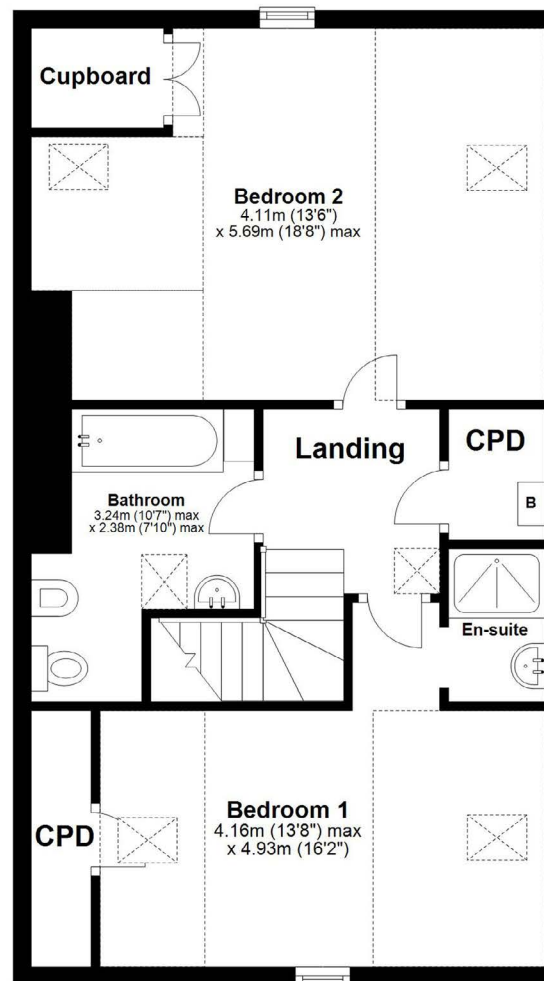 Cupboard
Bedroom 2
4.11m (13'6")
x 5.69m (18'8") max
Landing
CPD
B
Bathroom
3.24m (10'7") max
x 2.38m (7'10") max
En-suite
CPD
Bedroom 1
4.16m (13'8") max
x 4.93m (16'2")